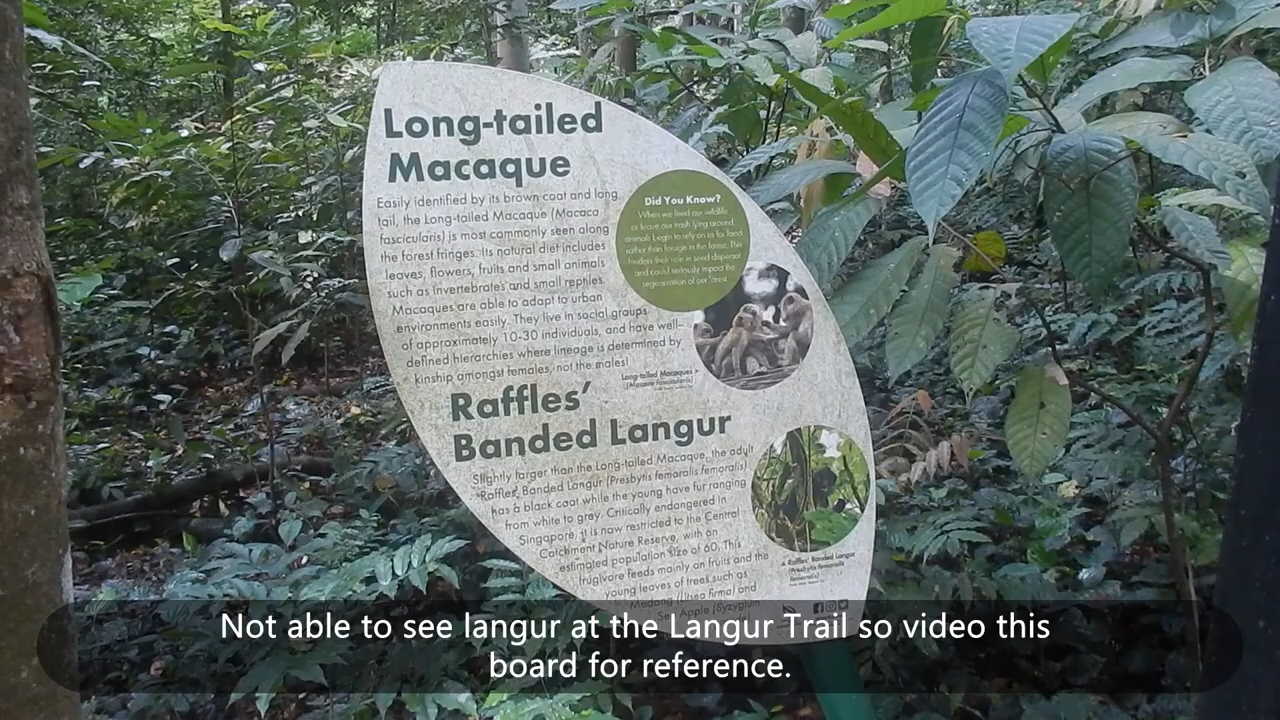 Long-tailed
Macaque
Easily identified by its brown coat and long
tail, the Long-tailed Macaque (Macaca
fascicularis) is most commonly seen along
the forest fringes. Its natural diet includes
leaves, flowers, fruits and small animals
such as invertebrates and small reptiles.
Macaques are able to adapt to urban
environments easily. They live in social groups
of approximately 10-30 individuals, and have well-
defined hierarchies where lineage is determined by
kinship amongst females, not the males!
Did You Know?
When we feed our wildlife
or leave our trash lying around,
animals begin to rely on us for food
rather than forage in the forest. This
hinders their role in seed dispersal
and could seriously impact the
regeneration of our forest.
Long-tailed Macaques
(Macaca fascicularis)
Raffles'
Banded Langur
Slightly larger than the Long-tailed Macaque, the adult
Raffles' Banded Langur (Presbytis femoralis femoralis)
has a black coat while the young have fur ranging
from white to grey. Critically endangered in
Singapore, it is now restricted to the Central
Catchment Nature Reserve, with an
estimated population size of 60. This
frugivore feeds mainly on fruits and the
young leaves of trees such as
Medang (Litsea firma) and
Sea Apple (Syzygium
Raffles' Banded Langur
(Presbytis femoralis
femoralis)
Not able to see langur at the Langur Trail so video this
board for reference.